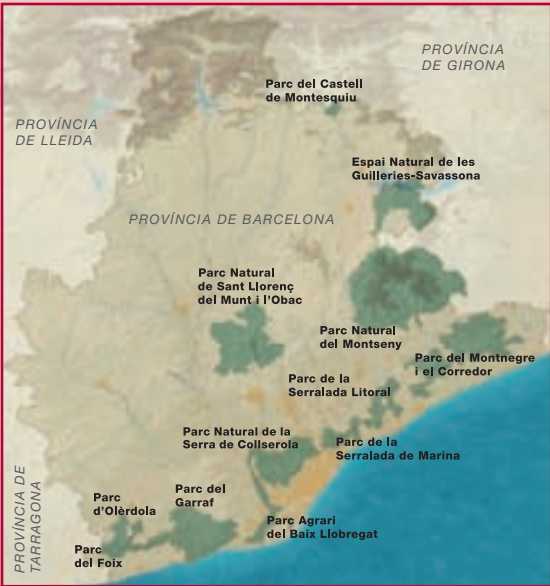 PROVÍNCIA
DE GIRONA
Parc del Castell
de Montesquiu
PROVÍNCIA
DE LLEIDA
Espai Natural de les
Guilleries-Savassona
PROVÍNCIA DE BARCELONA
Parc Natural
de Sant Llorenç
del Munt i l'Obac
Parc Natural
del Montseny
Parc del Montnegre
i el Corredor
Parc de la
Serralada Litoral
Parc Natural de la
Serra de Collserola
Parc de la
Serralada de Marina
PROVÍNCIA DE
TARRAGONA
Parc
d'Olèrdola
Parc del
Garraf
Parc Agrari
del Baix Llobregat
Parc
del Foix